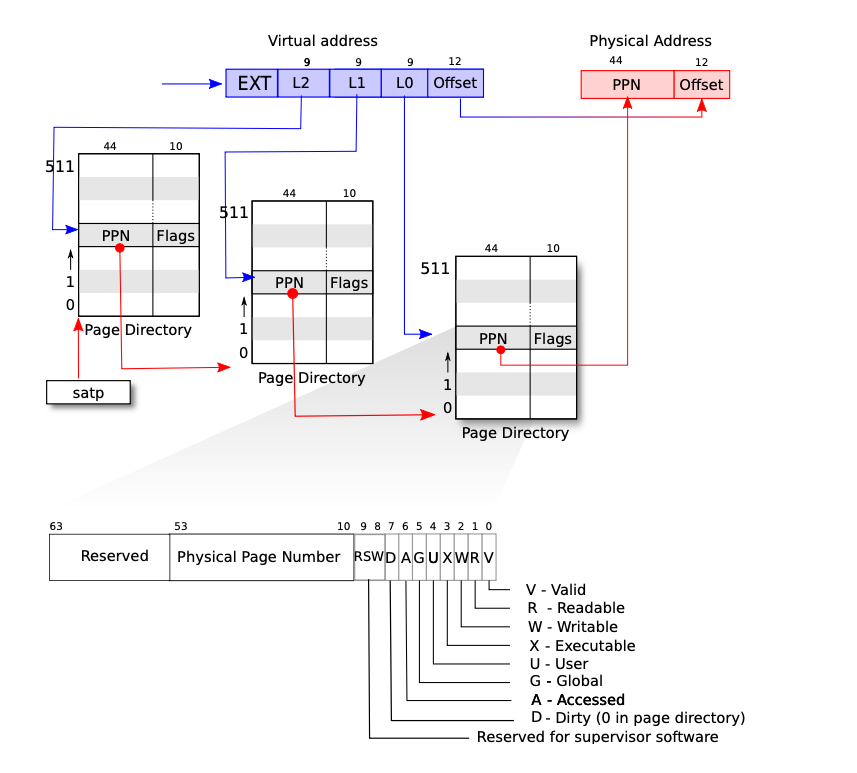 Virtual address
Physical Address
9 9 9 12
44 12
EXT L2 L1 L0 Offset
PPN Offset
44 10
511
PPN Flags
1
0
Page Directory
satp
44 10
511
PPN Flags
1
0
Page Directory
44 10
511
PPN Flags
1
0
Page Directory
63 53 10 9 8 7 6 5 4 3 2 1 0
Reserved Physical Page Number RSW D A G U X W R V
V - Valid
R - Readable
W - Writable
X - Executable
U - User
G - Global
A - Accessed
D - Dirty (0 in page directory)
Reserved for supervisor software